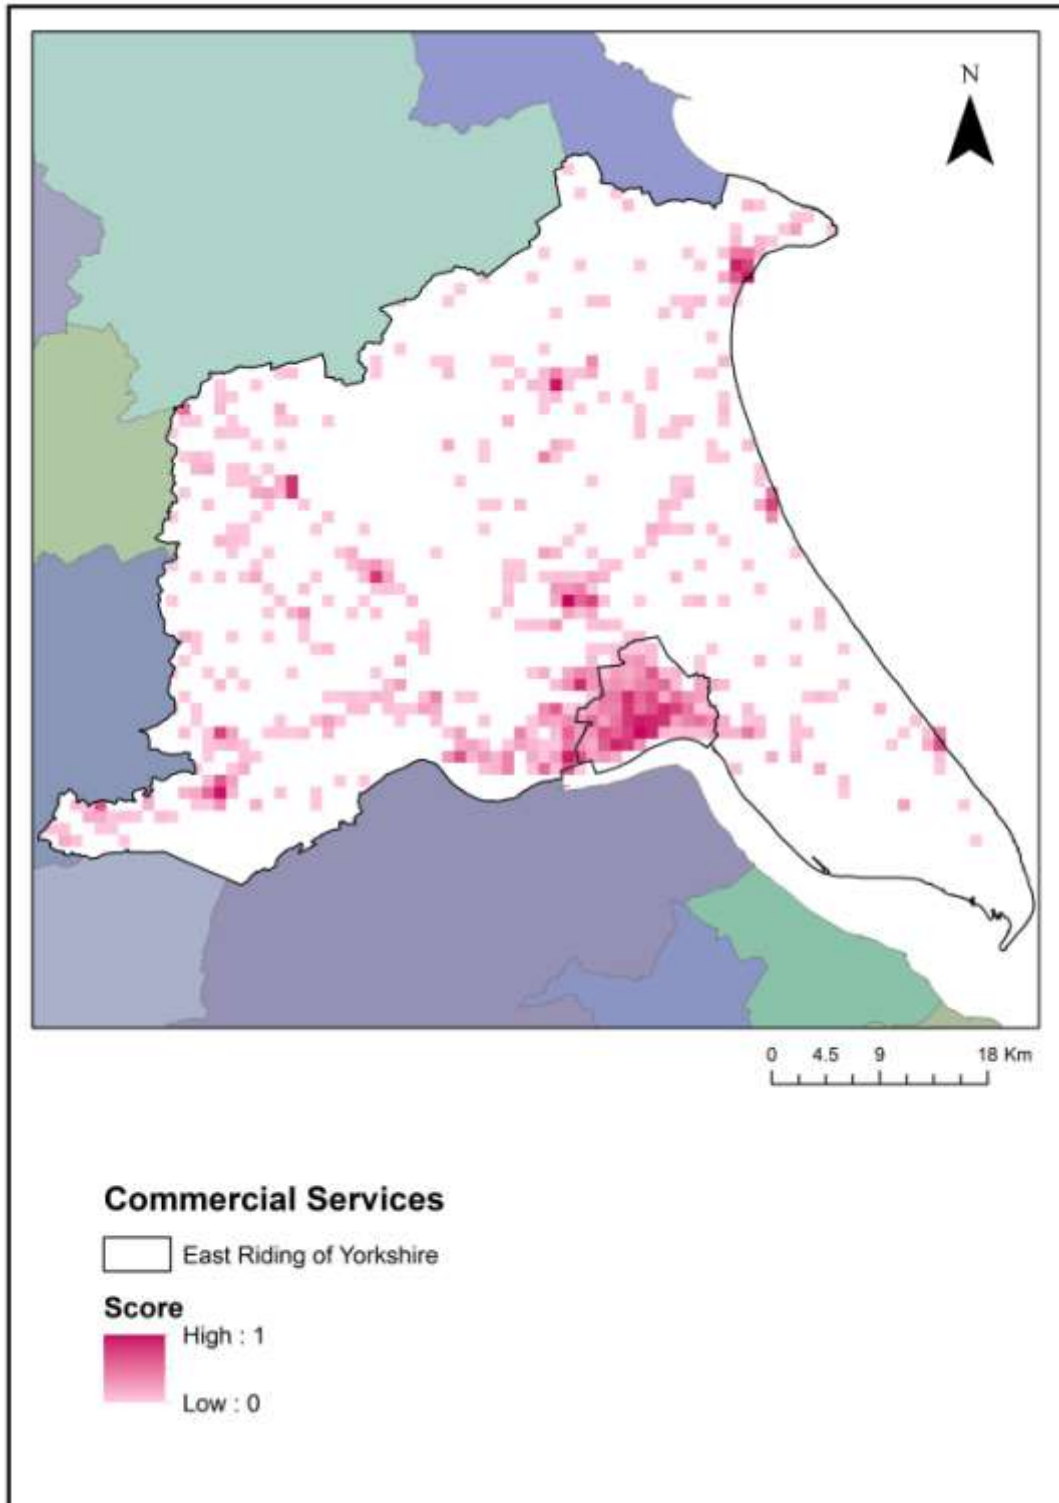 N
0 4.5 9 18 Km
Commercial Services
East Riding of Yorkshire
Score
High : 1
Low : 0